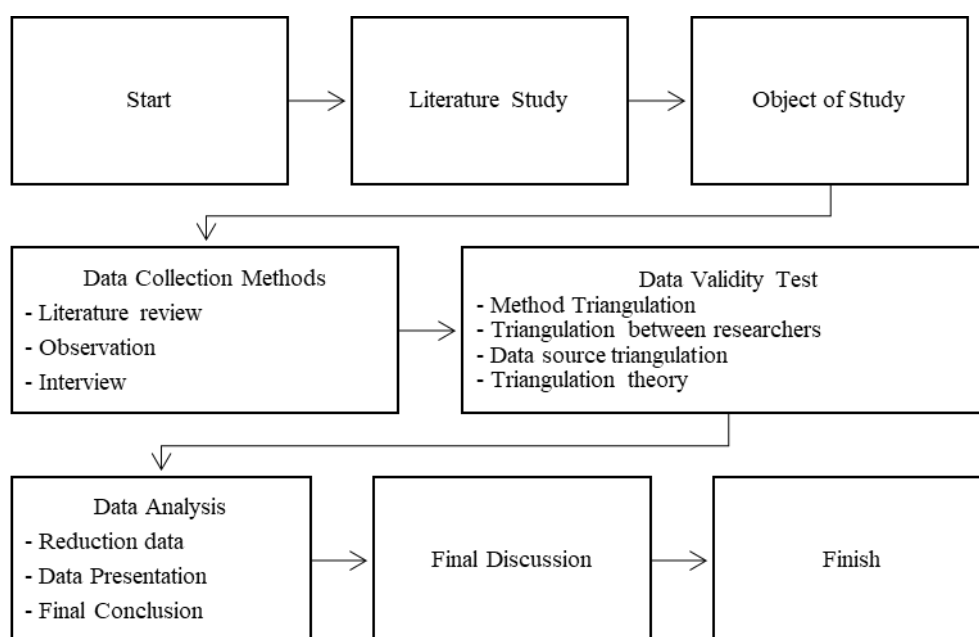 Start
Literature Study
Object of Study
Data Collection Methods
- Literature review
- Observation
- Interview
Data Validity Test
- Method Triangulation
- Triangulation between researchers
- Data source triangulation
- Triangulation theory
Data Analysis
- Reduction data
- Data Presentation
- Final Conclusion
Final Discussion
Finish